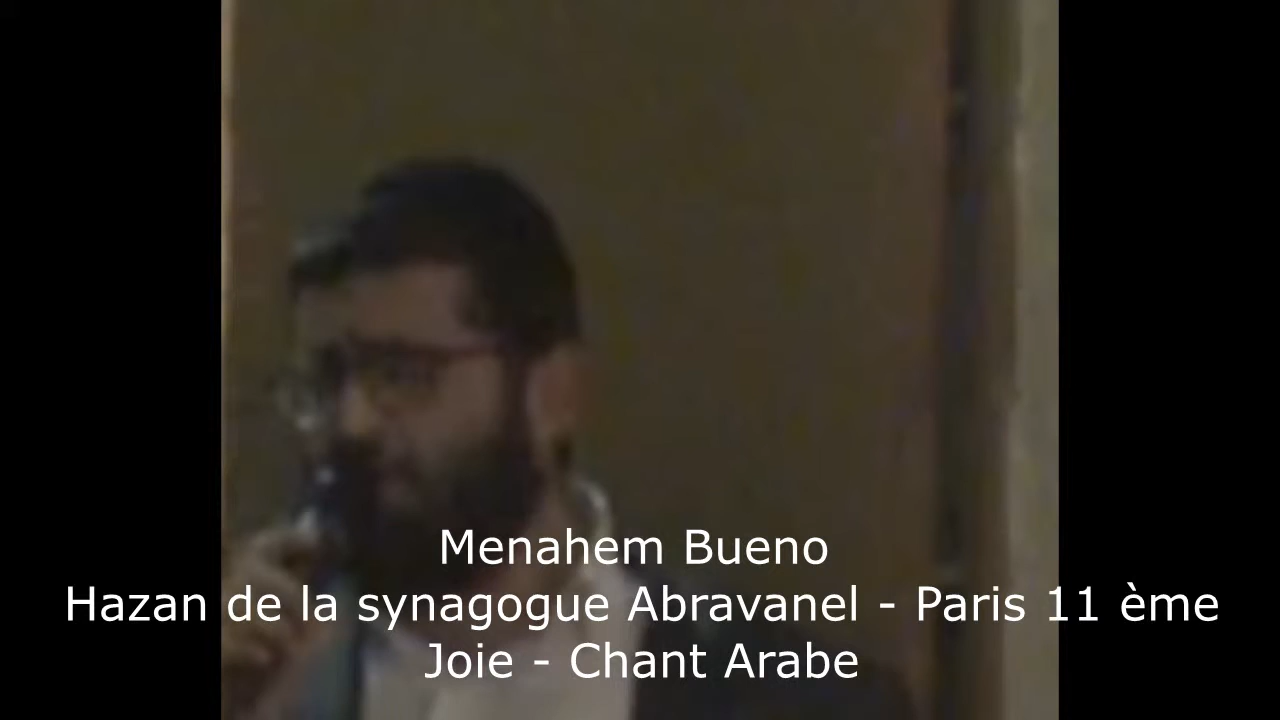 Menahem Bueno
Hazan de la synagogue Abravanel - Paris 11 ème
Joie - Chant Arabe